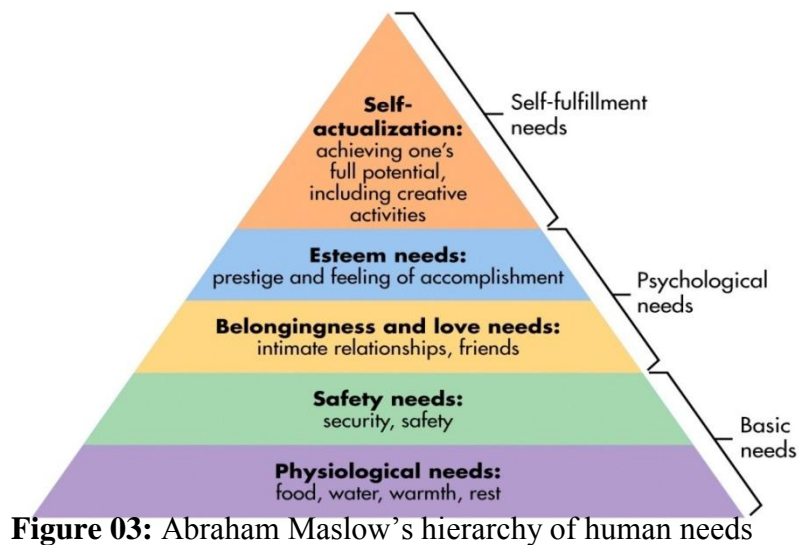 Self-
actualization:
achieving one's
full potential,
including creative
activities
Self-fulfillment
needs
Esteem needs:
prestige and feeling of accomplishment
Psychological
needs
Belongingness and love needs:
intimate relationships, friends
Safety needs:
security, safety
Basic
needs
Physiological needs:
food, water, warmth, rest
Figure 03: Abraham Maslow’s hierarchy of human needs